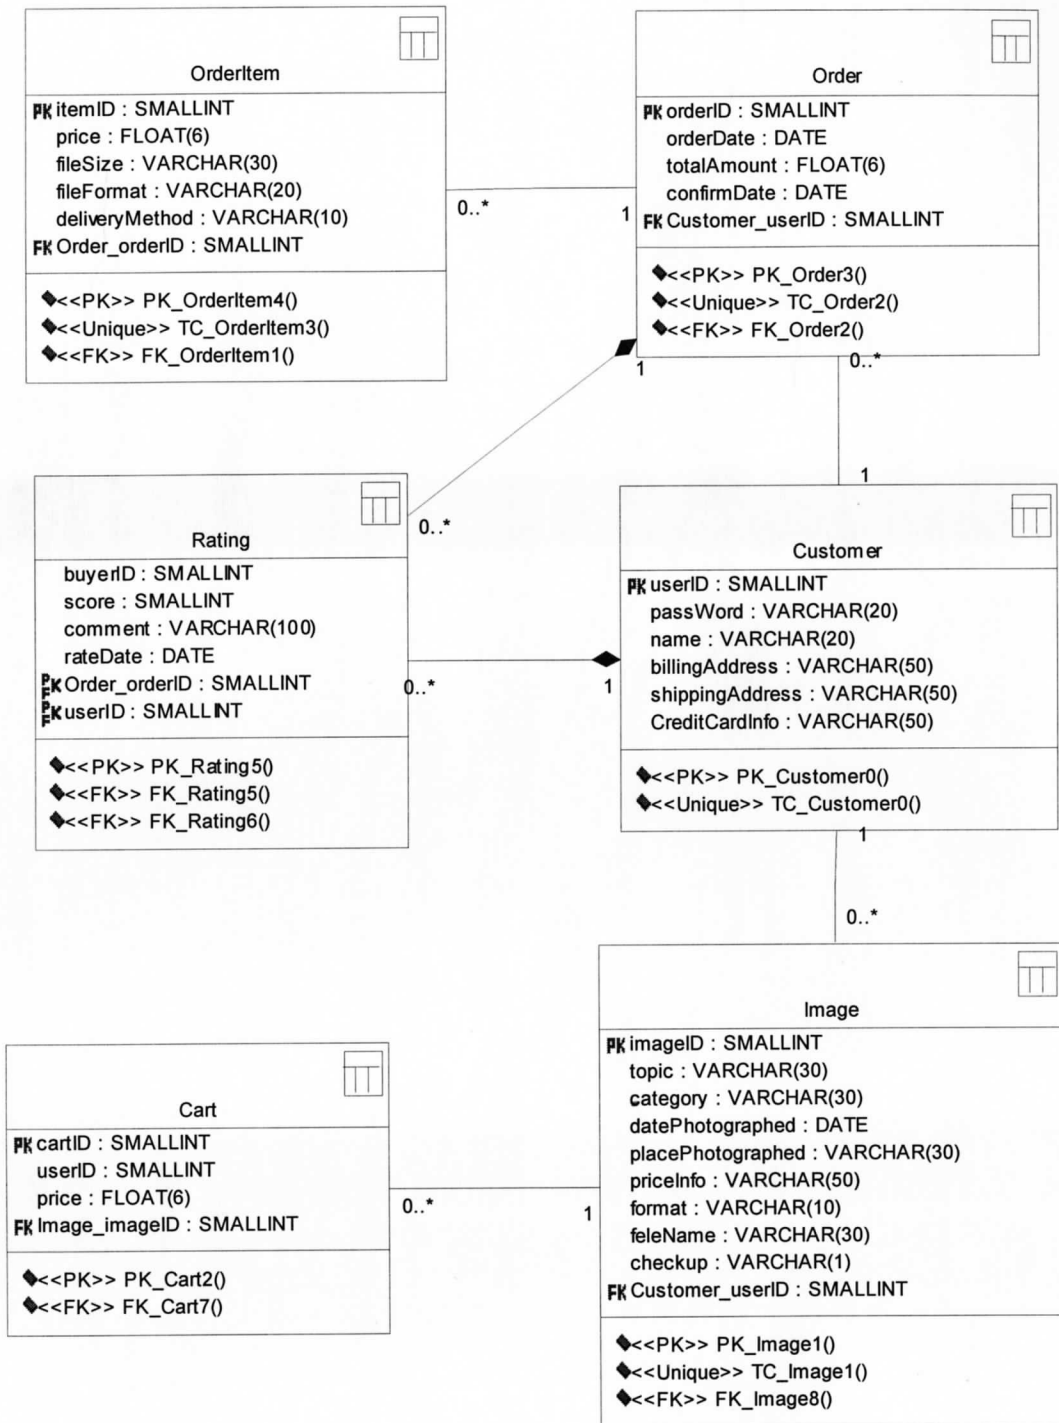 OrderItem
PK itemID : SMALLINT
price : FLOAT(6)
fileSize : VARCHAR(30)
fileFormat : VARCHAR(20)
deliveryMethod : VARCHAR(10)
FK Order_orderID : SMALLINT
<<PK>> PK_OrderItem4()
<<Unique>> TC_OrderItem3()
<<FK>> FK_OrderItem1()
0..*
1
Order
PK orderID : SMALLINT
orderDate : DATE
totalAmount : FLOAT(6)
confirmDate : DATE
FK Customer_userID : SMALLINT
<<PK>> PK_Order3()
<<Unique>> TC_Order2()
<<FK>> FK_Order2()
1
0..*
0..*
1
Rating
buyerID : SMALLINT
score : SMALLINT
comment : VARCHAR(100)
rateDate : DATE
PFK Order_orderID : SMALLINT
PFK userID : SMALLINT
<<PK>> PK_Rating5()
<<FK>> FK_Rating5()
<<FK>> FK_Rating6()
0..*
1
Customer
PK userID : SMALLINT
passWord : VARCHAR(20)
name : VARCHAR(20)
billingAddress : VARCHAR(50)
shippingAddress : VARCHAR(50)
CreditCardInfo : VARCHAR(50)
<<PK>> PK_Customer0()
<<Unique>> TC_Customer0()
1
0..*
Cart
PK cartID : SMALLINT
userID : SMALLINT
price : FLOAT(6)
FK Image_imageID : SMALLINT
<<PK>> PK_Cart2()
<<FK>> FK_Cart7()
0..*
1
Image
PK imageID : SMALLINT
topic : VARCHAR(30)
category : VARCHAR(30)
datePhotographed : DATE
placePhotographed : VARCHAR(30)
priceInfo : VARCHAR(50)
format : VARCHAR(10)
feleName : VARCHAR(30)
checkup : VARCHAR(1)
FK Customer_userID : SMALLINT
<<PK>> PK_Image1()
<<Unique>> TC_Image1()
<<FK>> FK_Image8()